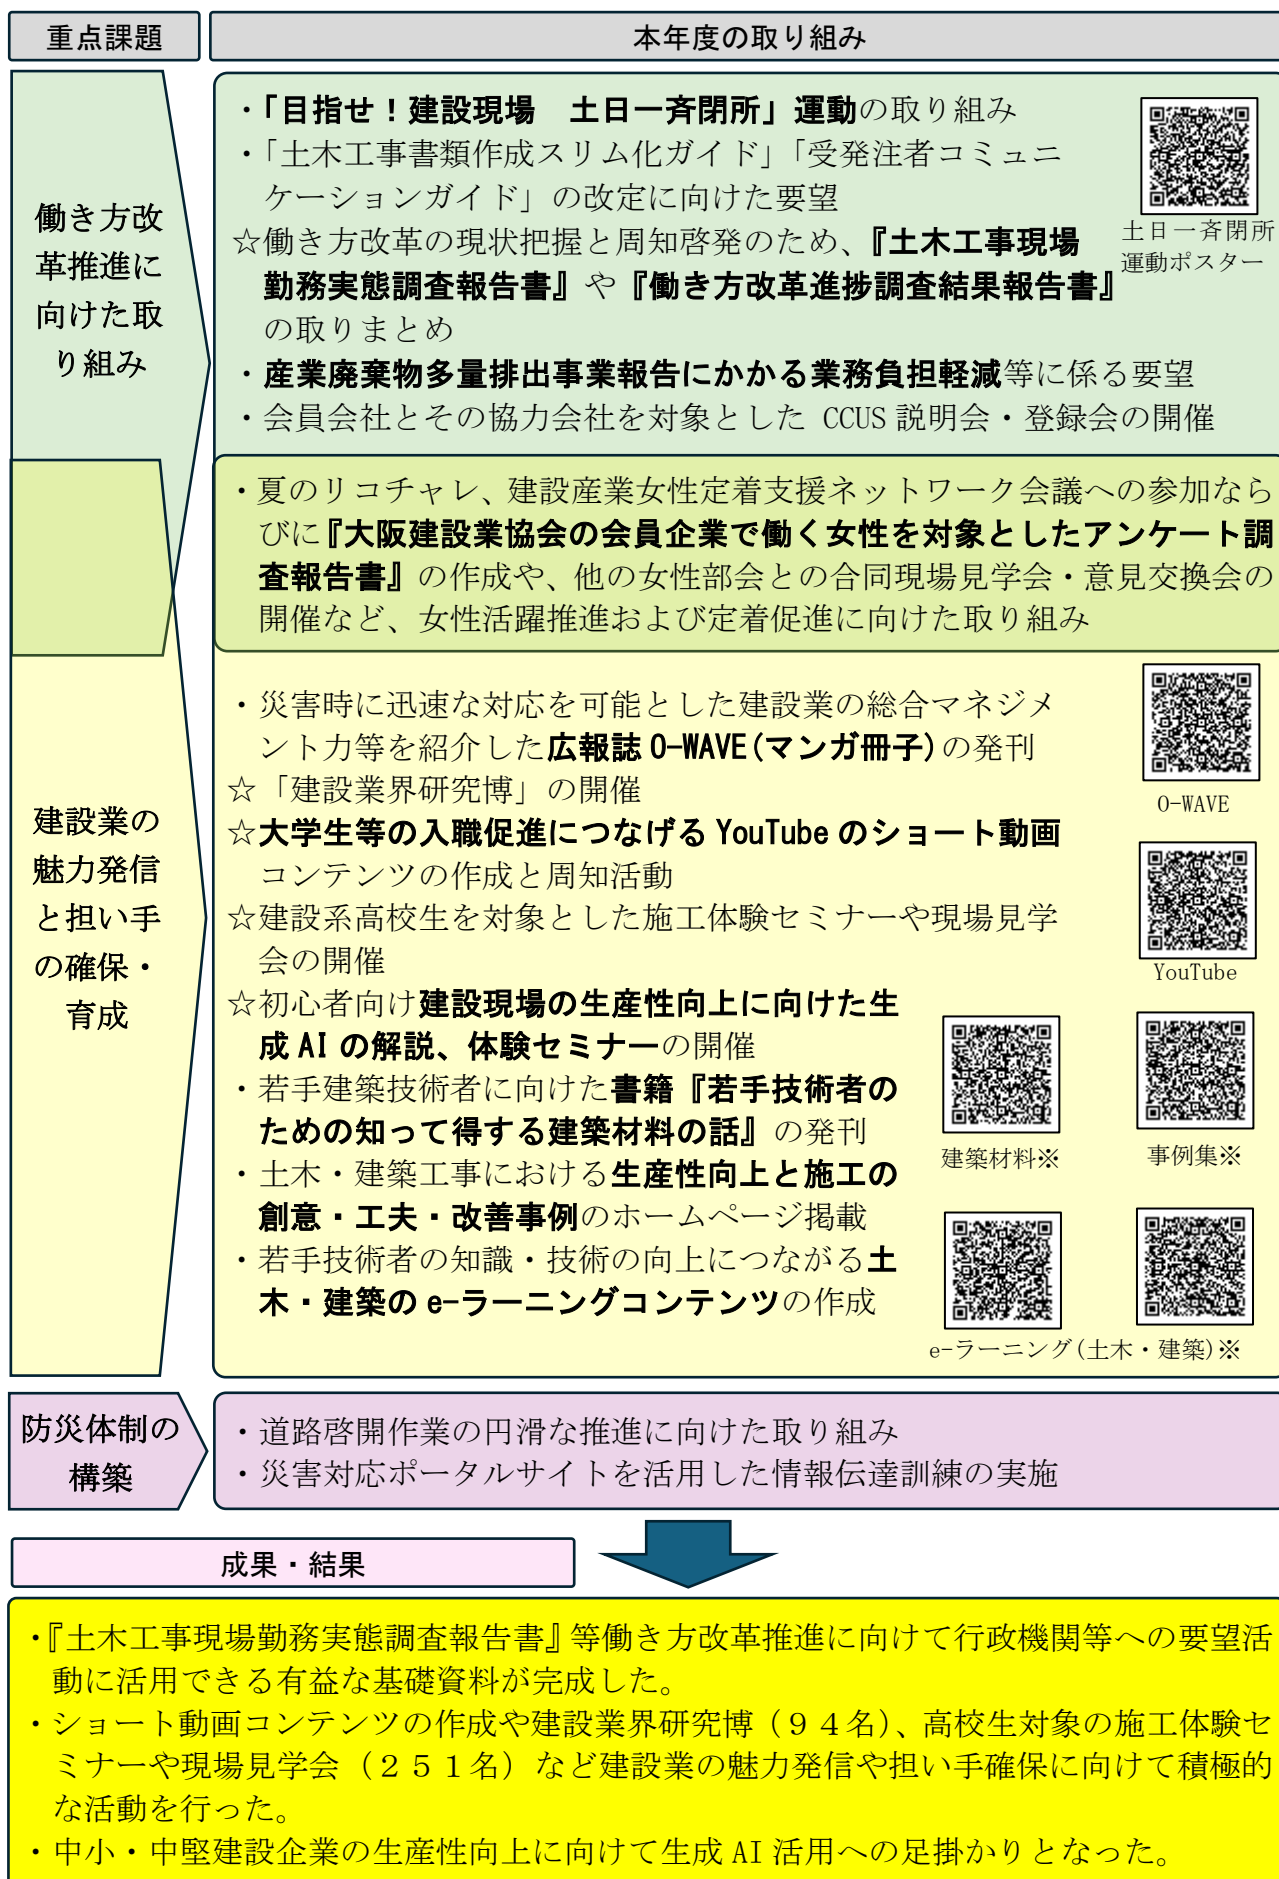 重点課題
本年度の取り組み
働き方改
革推進に
向けた取
り組み
・「目指せ！建設現場　土日一斉閉所」運動の取り組み
・「土木工事書類作成スリム化ガイド」「受発注者コミュニ
ケーションガイド」の改定に向けた要望
☆働き方改革の現状把握と周知啓発のため、『土木工事現場
勤務実態調査報告書』や『働き方改革進捗調査結果報告書』
の取りまとめ
・産業廃棄物多量排出事業報告にかかる業務負担軽減等に係る要望
・会員会社とその協力会社を対象とした CCUS 説明会・登録会の開催
土日一斉閉所
運動ポスター
・夏のリコチャレ、建設産業女性定着支援ネットワーク会議への参加なら
びに『大阪建設業協会の会員企業で働く女性を対象としたアンケート調
査報告書』の作成や、他の女性部会との合同現場見学会・意見交換会の
開催など、女性活躍推進および定着促進に向けた取り組み
建設業の
魅力発信
と担い手
の確保・
育成
・災害時に迅速な対応を可能とした建設業の総合マネジメ
ント力等を紹介した広報誌 O-WAVE(マンガ冊子)の発刊
☆「建設業界研究博」の開催
☆大学生等の入職促進につなげる YouTube のショート動画
コンテンツの作成と周知活動
☆建設系高校生を対象とした施工体験セミナーや現場見学
会の開催
☆初心者向け建設現場の生産性向上に向けた生
成 AI の解説、体験セミナーの開催
・若手建築技術者に向けた書籍『若手技術者の
ための知って得する建築材料の話』の発刊
・土木・建築工事における生産性向上と施工の
創意・工夫・改善事例のホームページ掲載
・若手技術者の知識・技術の向上につながる土
木・建築の e-ラーニングコンテンツの作成
O-WAVE
YouTube
建築材料※
事例集※
e-ラーニング(土木・建築)※
防災体制の
構築
・道路啓開作業の円滑な推進に向けた取り組み
・災害対応ポータルサイトを活用した情報伝達訓練の実施
成果・結果
・『土木工事現場勤務実態調査報告書』等働き方改革推進に向けて行政機関等への要望活
動に活用できる有益な基礎資料が完成した。
・ショート動画コンテンツの作成や建設業界研究博（９４名）、高校生対象の施工体験セ
ミナーや現場見学会（２５１名）など建設業の魅力発信や担い手確保に向けて積極的
な活動を行った。
・中小・中堅建設企業の生産性向上に向けて生成 AI 活用への足掛かりとなった。